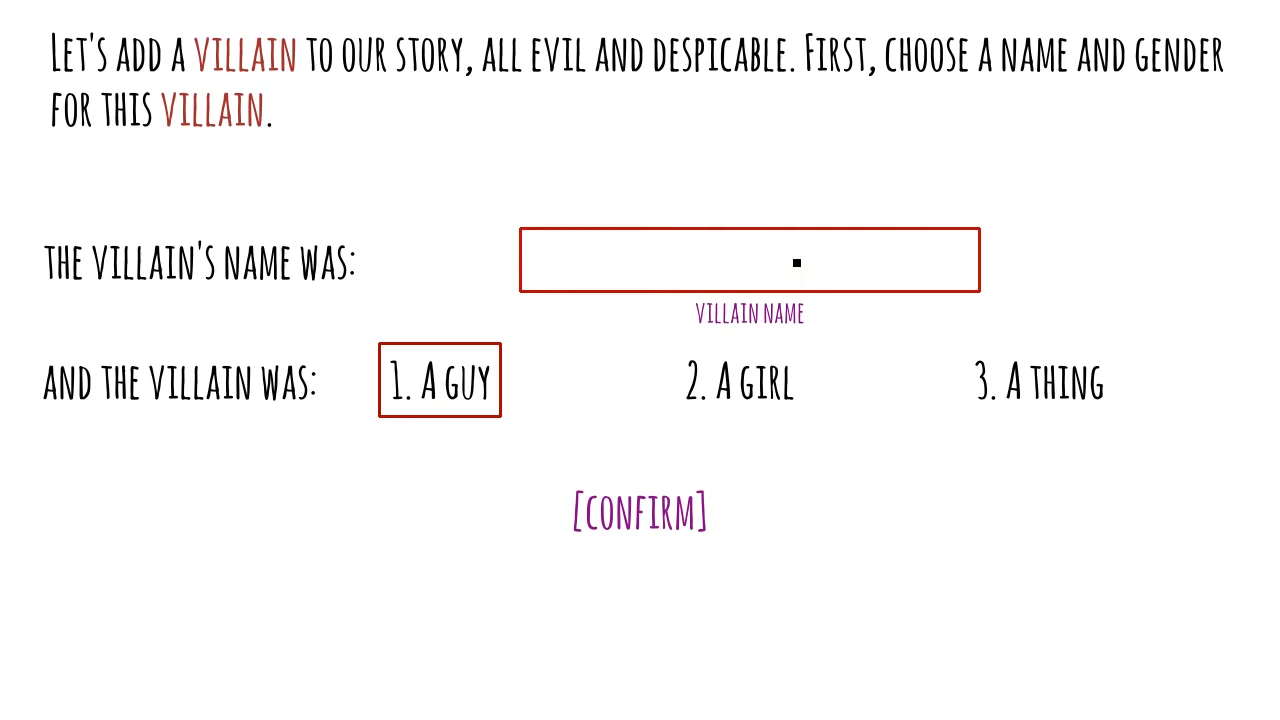 Let's add a villain to our story, all evil and despicable. First, choose a name and gender
for this villain.
the villain's name was:
villain name
and the villain was: 1. A guy 2. A girl 3. A thing
[confirm]